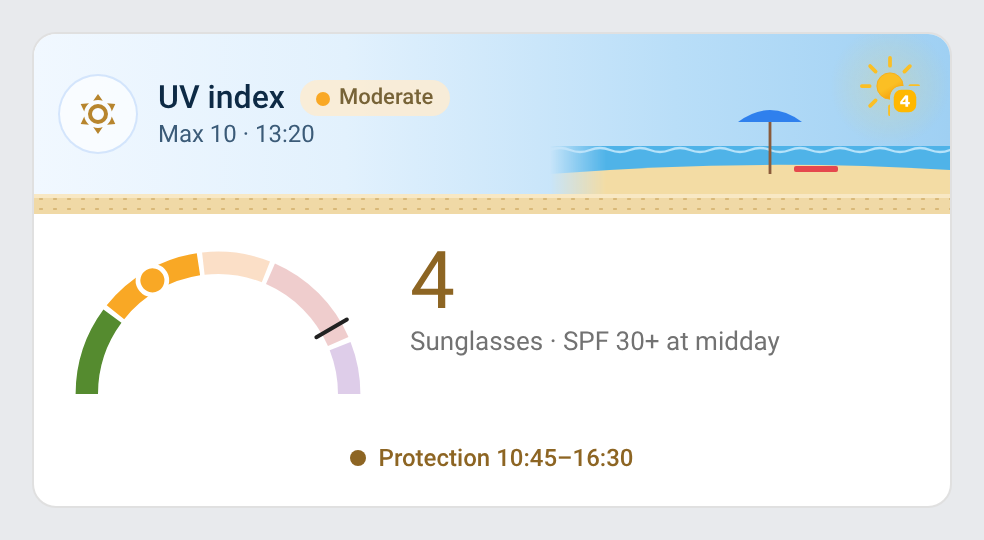 UV index
Moderate
Max 10 · 13:20
4
4
Sunglasses · SPF 30+ at midday
Protection 10:45–16:30